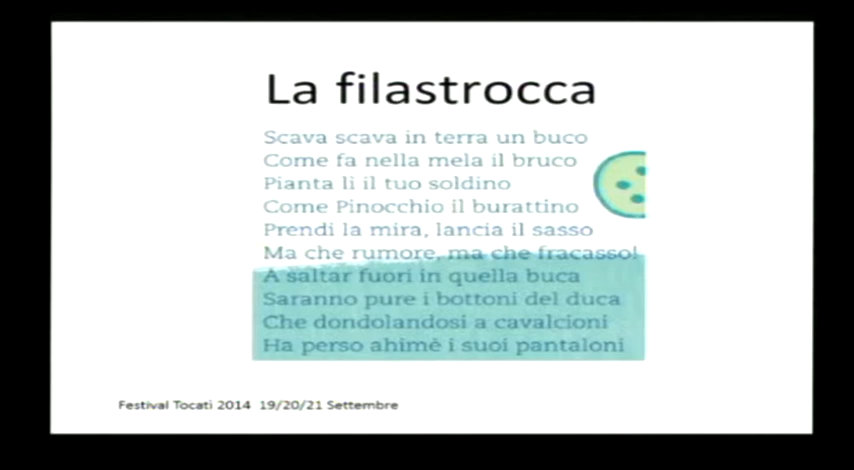 La filastrocca
Scava scava in terra un buco
Come fa nella mela il bruco
Pianta lì il tuo soldino
Come Pinocchio il burattino
Prendi la mira, lancia il sasso
Ma che rumore, ma che fracasso!
A saltar fuori in quella buca
Saranno pure i bottoni del duca
Che dondolandosi a cavalcioni
Ha perso ahimè i suoi pantaloni
Festival Tocatì 2014 19/20/21 Settembre